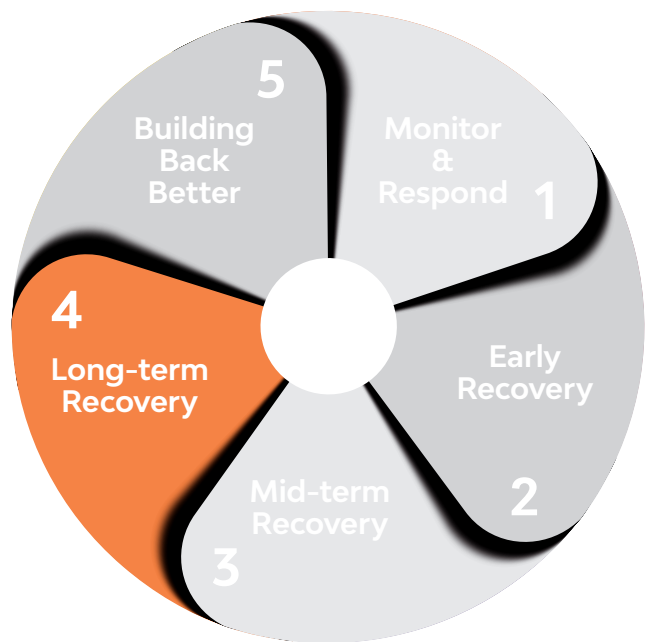 Monitor
&
Respond
1
Early
Recovery
2
Mid-term
Recovery
3
4
Long-term
Recovery
5
Building
Back
Better